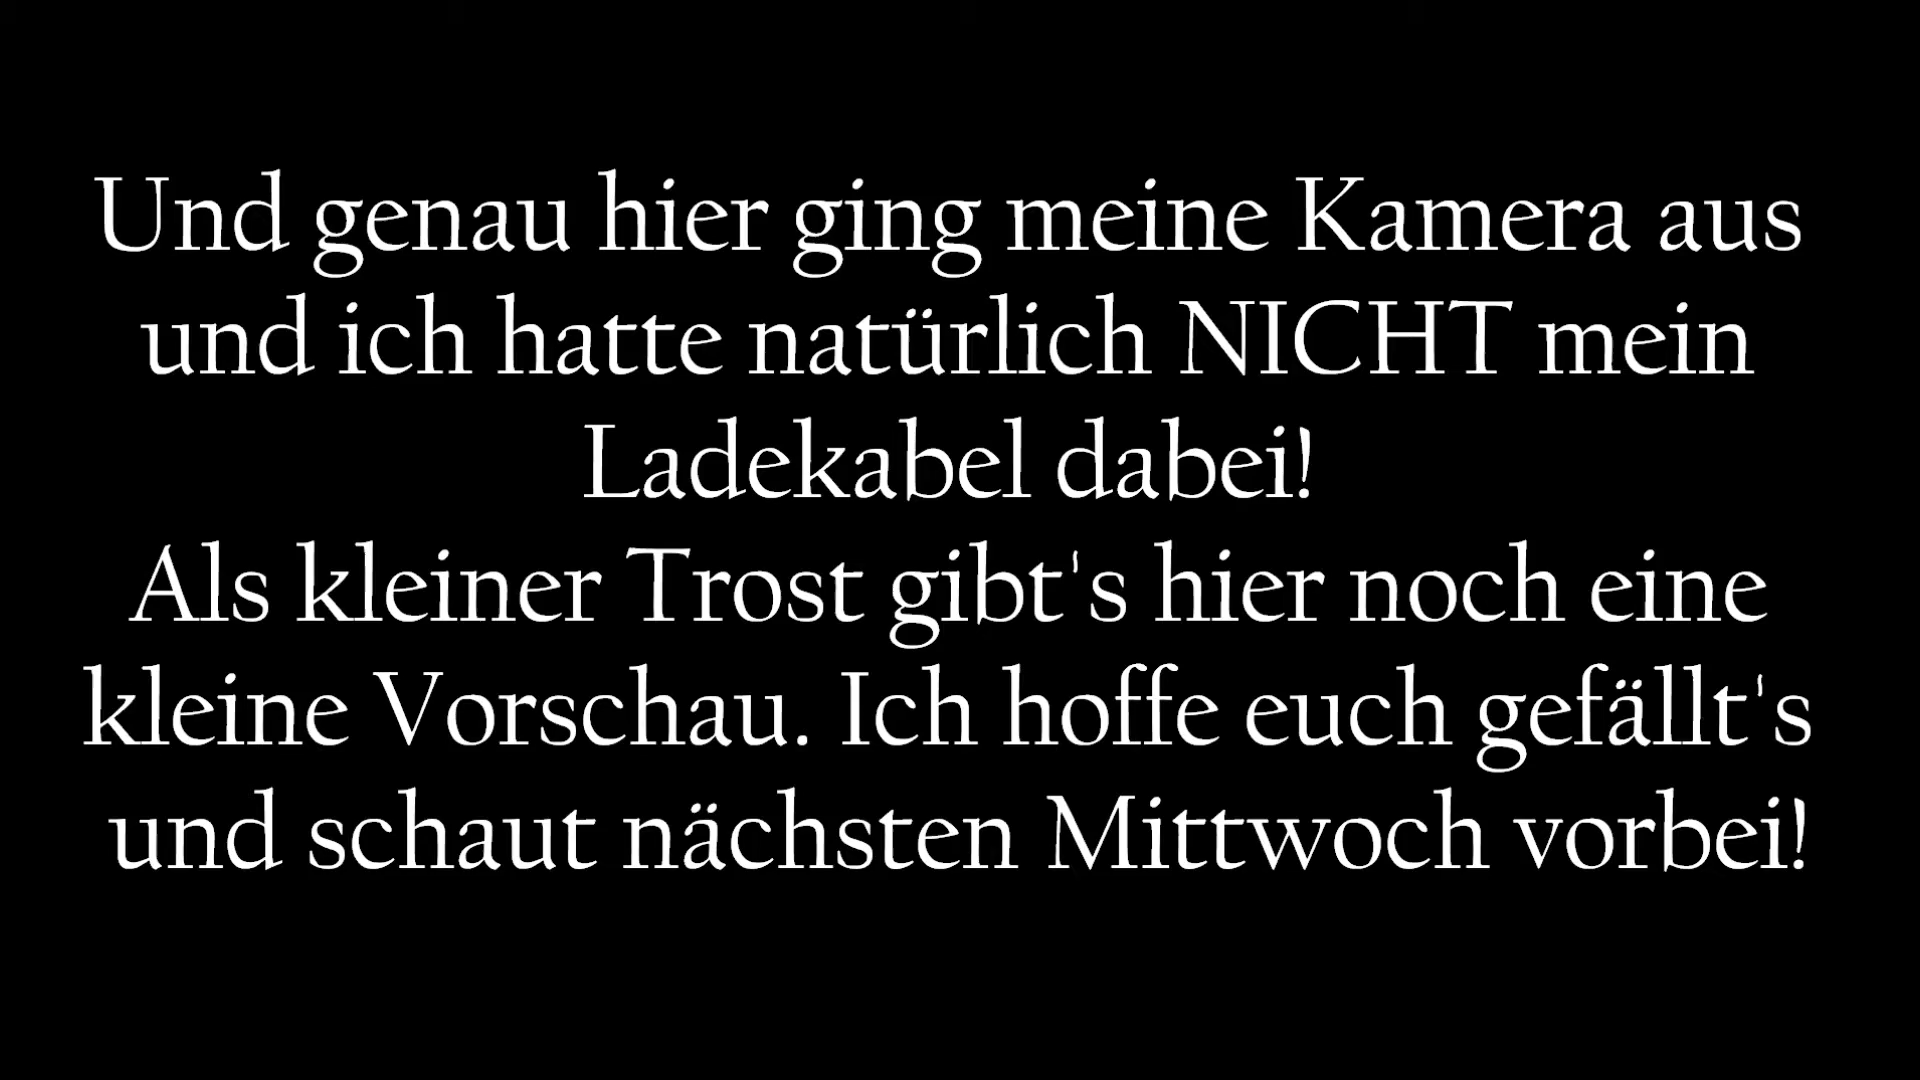 Und genau hier ging meine Kamera aus
und ich hatte natürlich NICHT mein
Ladekabel dabei!
Als kleiner Trost gibt's hier noch eine
kleine Vorschau. Ich hoffe euch gefällt's
und schaut nächsten Mittwoch vorbei!